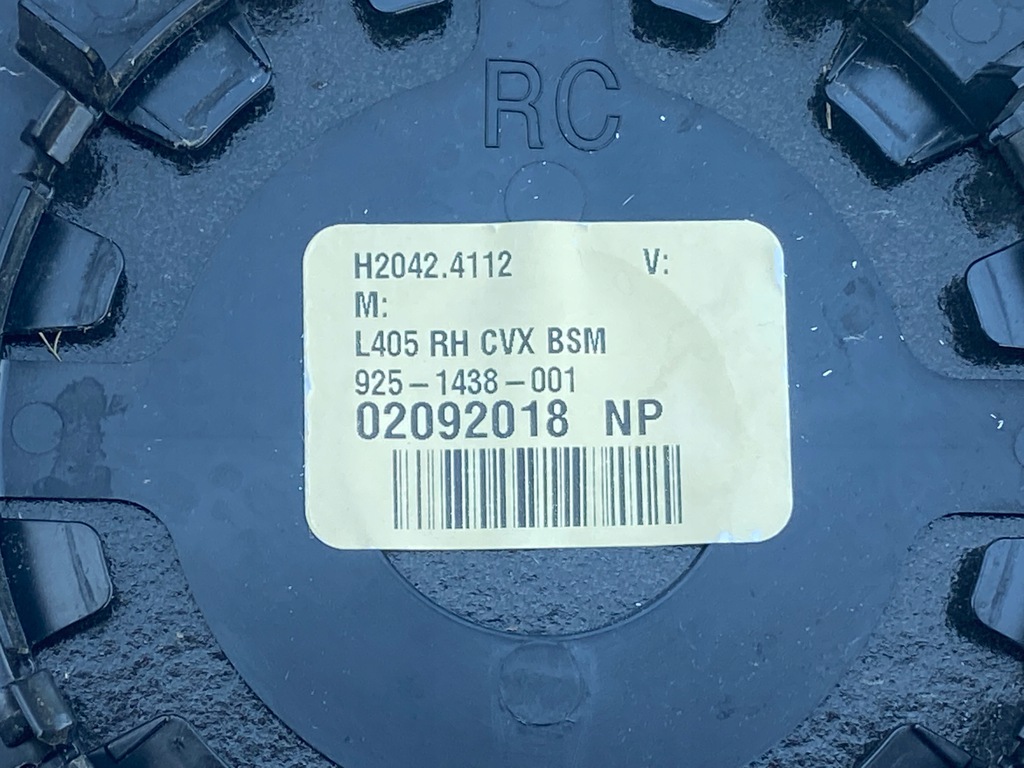 RC
H2042.4112 V:
M:
L405 RH CVX BSM
925-1438-001
02092018 NP